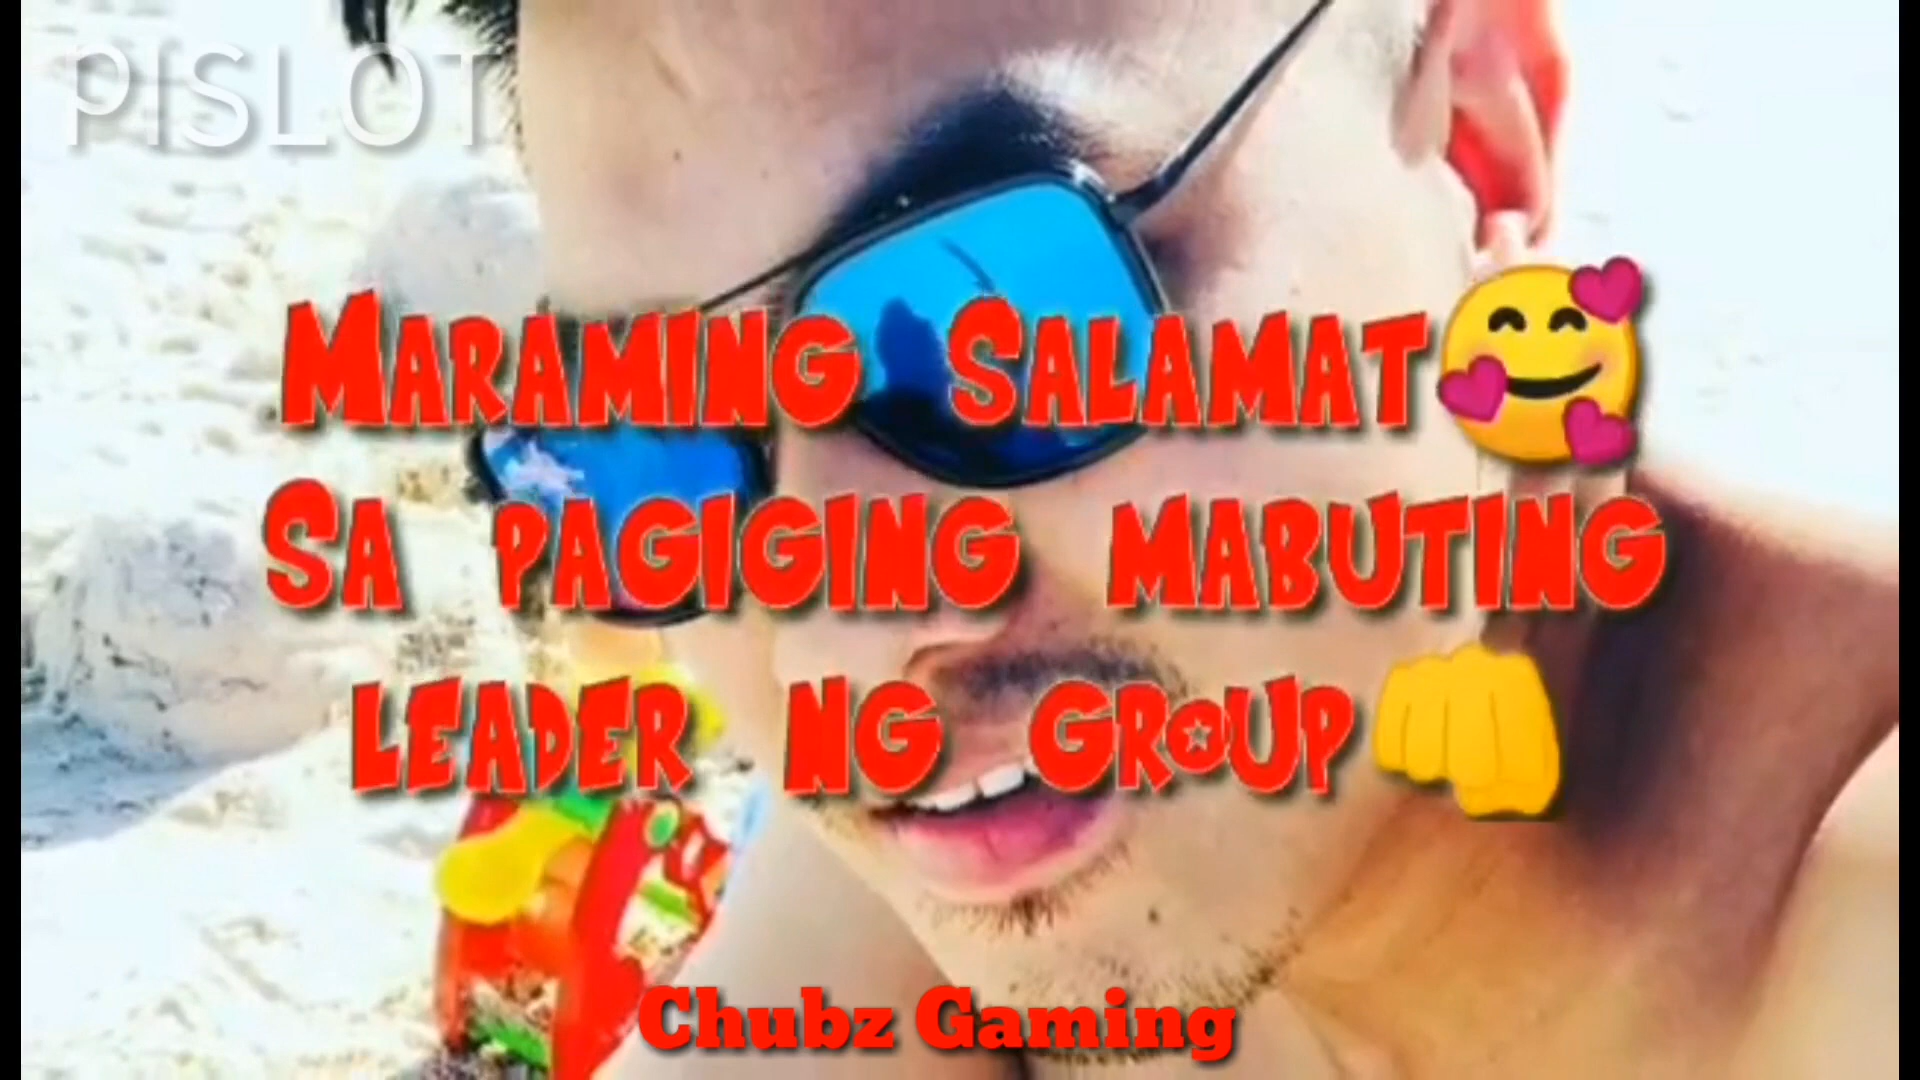 PISLOT
MARAMING SALAMAT🥰
SA PAGIGING MABUTING
LEADER NG GROUP👊
Chubz Gaming